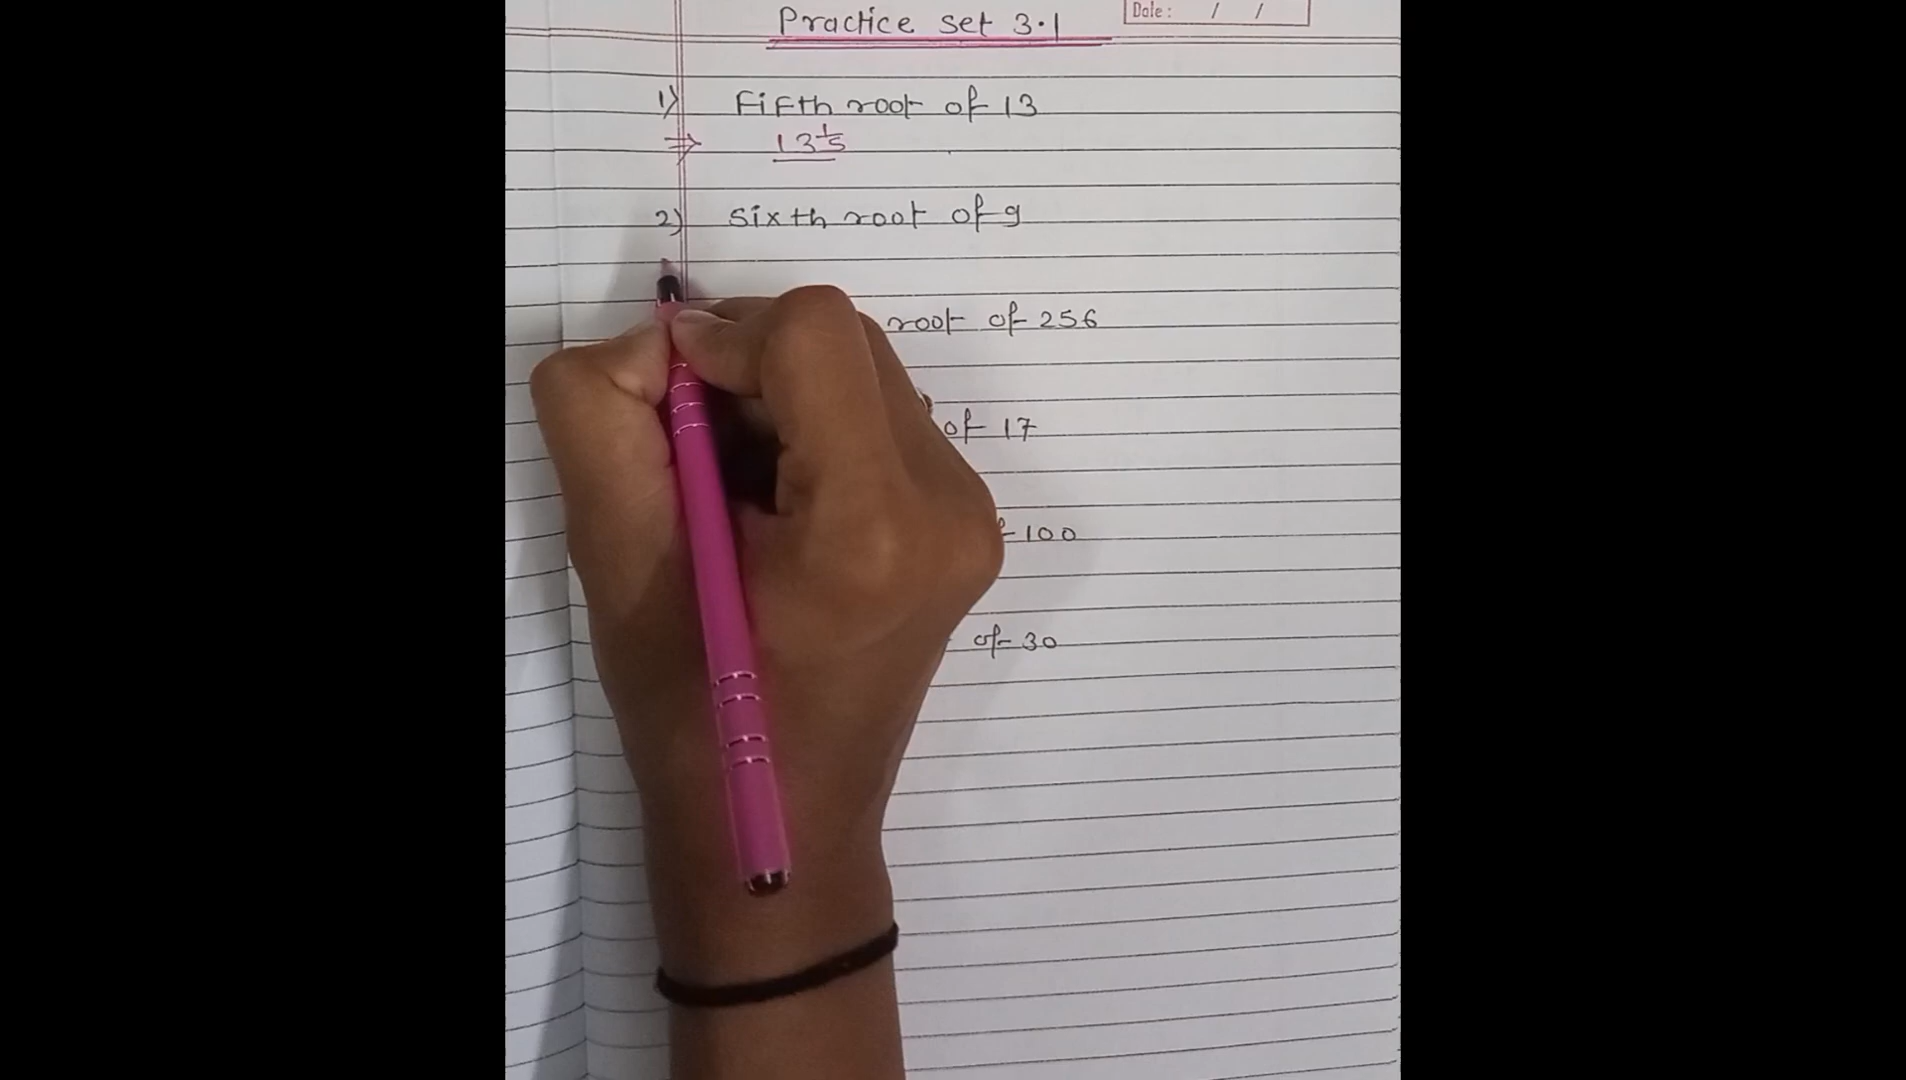 Date: / /
Practice set 3.1
1) Fifth root of 13
⇒ 13^1/5
2) Sixth root of 9
root of 256
of 17
100
of 30